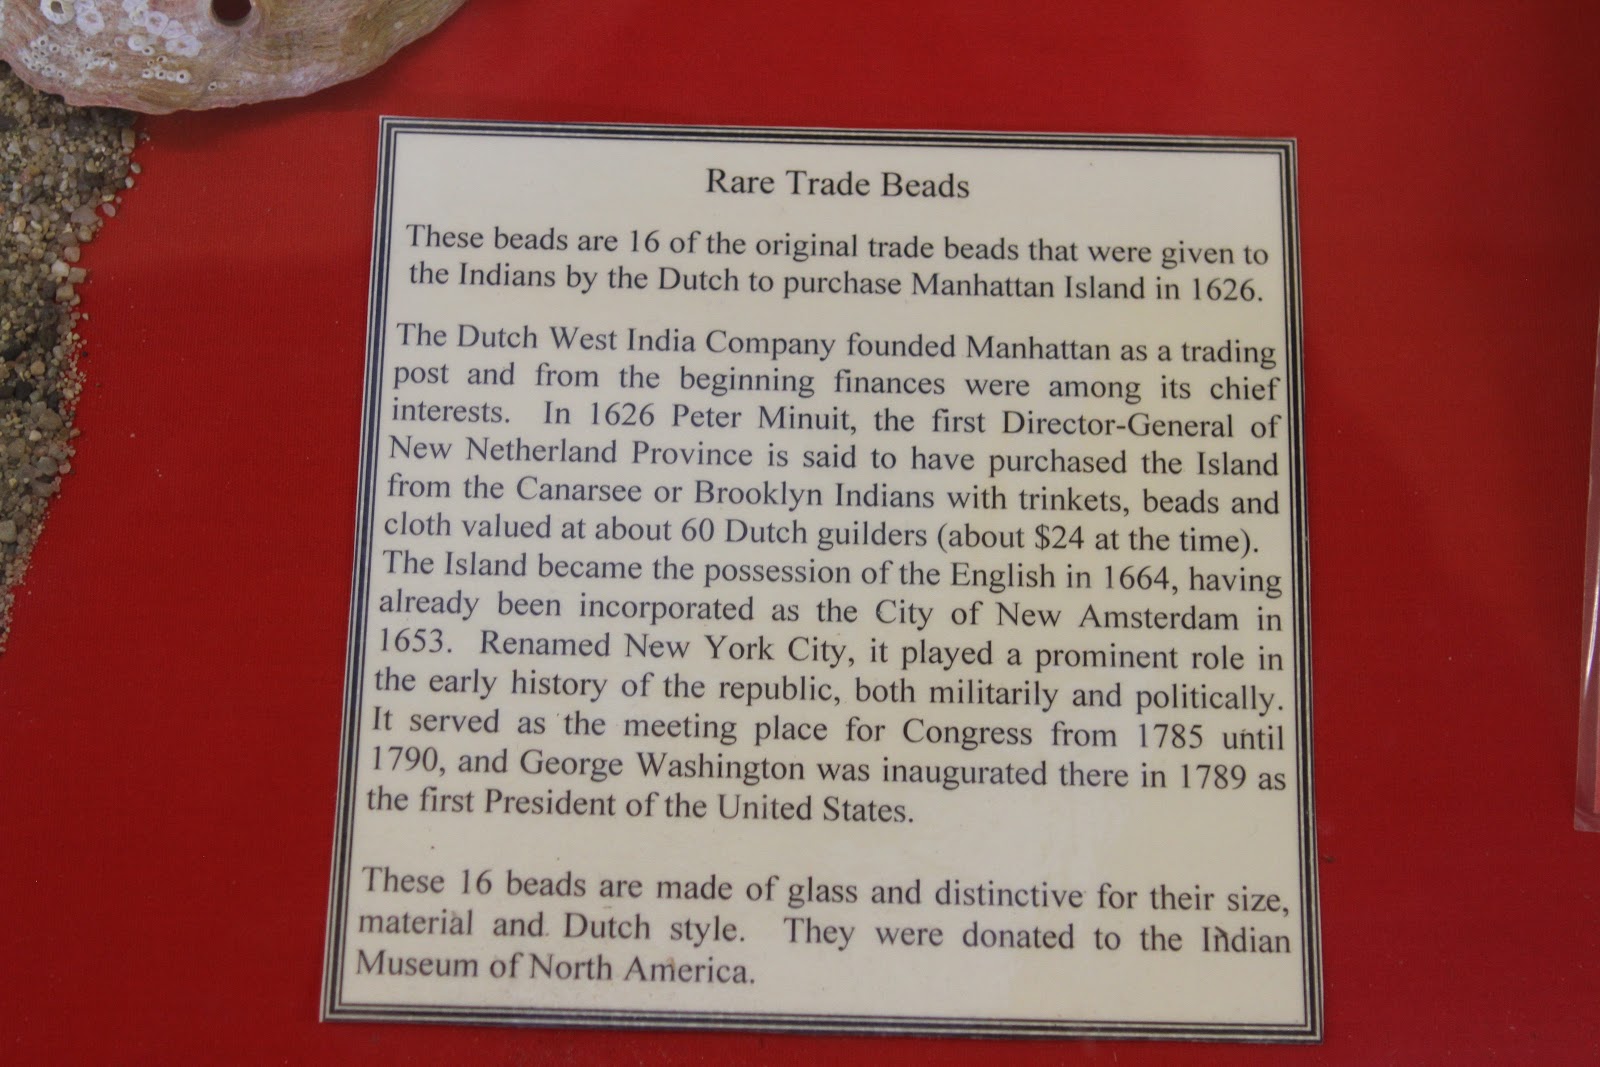 Rare Trade Beads
These beads are 16 of the original trade beads that were given to
the Indians by the Dutch to purchase Manhattan Island in 1626.
The Dutch West India Company founded Manhattan as a trading
post and from the beginning finances were among its chief
interests. In 1626 Peter Minuit, the first Director-General of
New Netherland Province is said to have purchased the Island
from the Canarsee or Brooklyn Indians with trinkets, beads and
cloth valued at about 60 Dutch guilders (about $24 at the time).
The Island became the possession of the English in 1664, having
already been incorporated as the City of New Amsterdam in
1653. Renamed New York City, it played a prominent role in
the early history of the republic, both militarily and politically.
It served as the meeting place for Congress from 1785 until
1790, and George Washington was inaugurated there in 1789 as
the first President of the United States.
These 16 beads are made of glass and distinctive for their size,
material and Dutch style. They were donated to the Indian
Museum of North America.